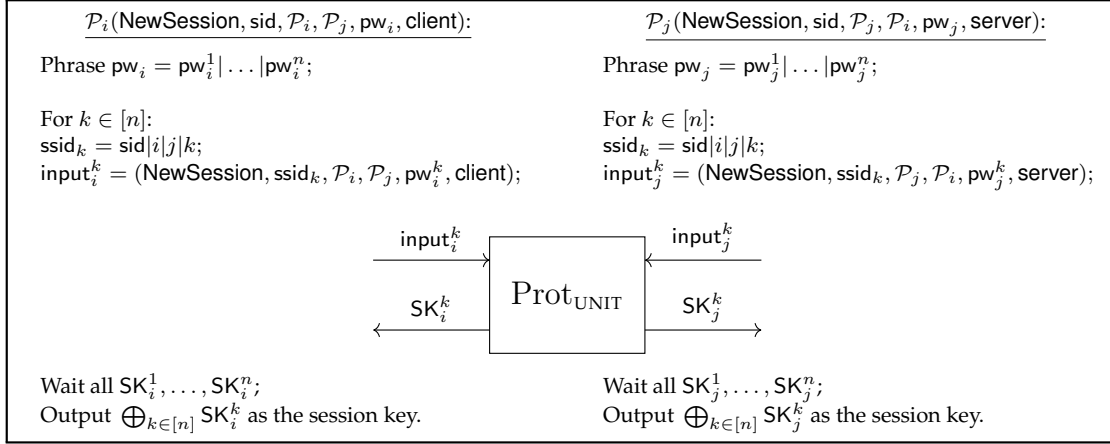 𝒫_i(NewSession, sid, 𝒫_i, 𝒫_j, pw_i, client):
Phrase pw_i = pw_i^1| … |pw_i^n;
For k ∈ [n]:
ssid_k = sid|i|j|k;
input_i^k = (NewSession, ssid_k, 𝒫_i, 𝒫_j, pw_i^k, client);
𝒫_j(NewSession, sid, 𝒫_j, 𝒫_i, pw_j, server):
Phrase pw_j = pw_j^1| … |pw_j^n;
For k ∈ [n]:
ssid_k = sid|i|j|k;
input_j^k = (NewSession, ssid_k, 𝒫_j, 𝒫_i, pw_j^k, server);
input_i^k
input_j^k
Prot_UNIT
SK_i^k
SK_j^k
Wait all SK_i^1, … , SK_i^n;
Output ⊕_{k∈[n]} SK_i^k as the session key.
Wait all SK_j^1, … , SK_j^n;
Output ⊕_{k∈[n]} SK_j^k as the session key.